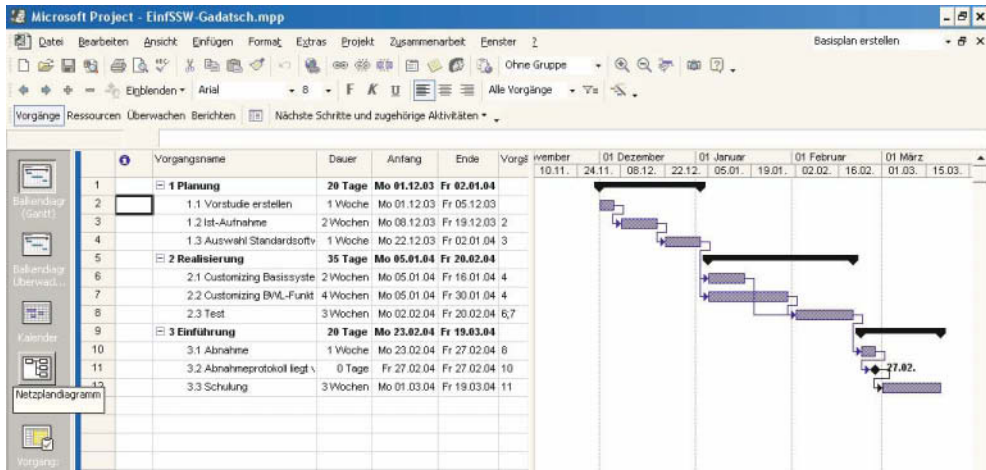 Microsoft Project - EinfSSW-Gadatsch.mpp
Datei Bearbeiten Ansicht Einfügen Format Extras Projekt Zusammenarbeit Fenster ? Basisplan erstellen
Ohne Gruppe
Einblenden Arial 8 F K U Alle Vorgänge
Vorgänge Ressourcen Überwachen Berichten Nächste Schritte und zugehörige Aktivitäten
Vorgangsname Dauer Anfang Ende Vorgä vember 01 Dezember 01 Januar 01 Februar 01 März
10.11. 24.11. 08.12. 22.12. 05.01. 19.01. 02.02. 16.02. 01.03. 15.03.
1 1 Planung 20 Tage Mo 01.12.03 Fr 02.01.04
2 1.1 Vorstudie erstellen 1 Woche Mo 01.12.03 Fr 05.12.03
3 1.2 Ist-Aufnahme 2 Wochen Mo 08.12.03 Fr 19.12.03 2
4 1.3 Auswahl Standardsoftv 1 Woche Mo 22.12.03 Fr 02.01.04 3
5 2 Realisierung 35 Tage Mo 05.01.04 Fr 20.02.04
6 2.1 Customizing Basissyste 2 Wochen Mo 05.01.04 Fr 16.01.04 4
7 2.2 Customizing BWL-Funkt 4 Wochen Mo 05.01.04 Fr 30.01.04 4
8 2.3 Test 3 Wochen Mo 02.02.04 Fr 20.02.04 6;7
9 3 Einführung 20 Tage Mo 23.02.04 Fr 19.03.04
10 3.1 Abnahme 1 Woche Mo 23.02.04 Fr 27.02.04 8
11 3.2 Abnahmeprotokoll liegt v 0 Tage Fr 27.02.04 Fr 27.02.04 10 27.02.
12 3.3 Schulung 3 Wochen Mo 01.03.04 Fr 19.03.04 11
Balkendiagr
(Gantt)
Balkendiagr
Überwad...
Kalender
Netzplandiagramm
Vorgang: